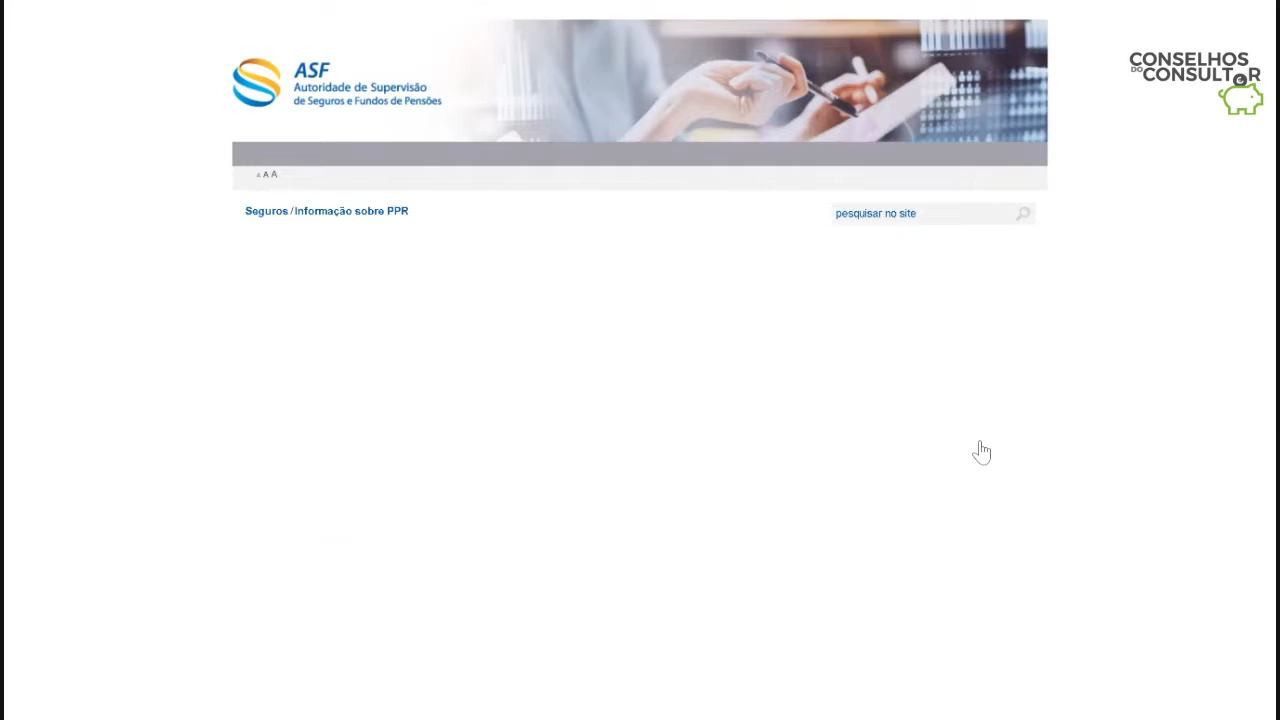 ASF
Autoridade de Supervisão
de Seguros e Fundos de Pensões
CONSELHOS
DO CONSULTOR
A A A
Seguros / Informação sobre PPR
pesquisar no site